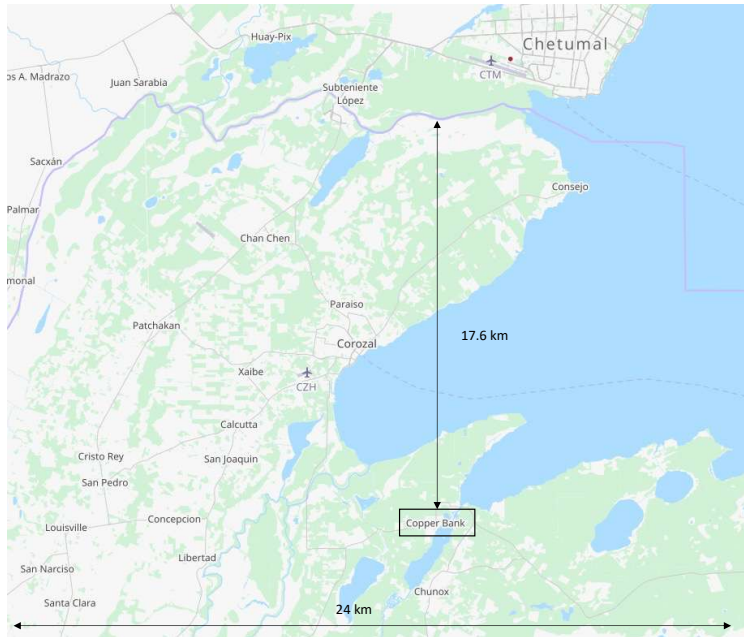 Chetumal
Huay-Pix
CTM
os A. Madrazo
Juan Sarabia
Subteniente
López
Sacxán
Consejo
Palmar
Chan Chen
monal
Paraiso
Patchakan
17.6 km
Corozal
Xaibe
CZH
Calcutta
Cristo Rey
San Joaquin
San Pedro
Louisville
Concepcion
Copper Bank
Libertad
San Narciso
Chunox
Santa Clara
24 km